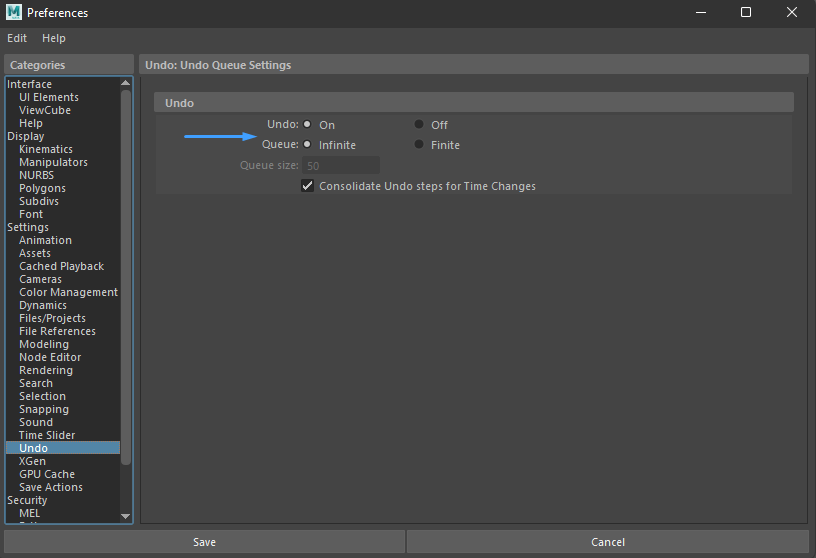 Preferences
Edit Help
Categories
Interface
UI Elements
ViewCube
Help
Display
Kinematics
Manipulators
NURBS
Polygons
Subdivs
Font
Settings
Animation
Assets
Cached Playback
Cameras
Color Management
Dynamics
Files/Projects
File References
Modeling
Node Editor
Rendering
Search
Selection
Snapping
Sound
Time Slider
Undo
XGen
GPU Cache
Save Actions
Security
MEL
Undo: Undo Queue Settings
Undo
Undo: On Off
Queue: Infinite Finite
Queue size: 50
Consolidate Undo steps for Time Changes
Save Cancel